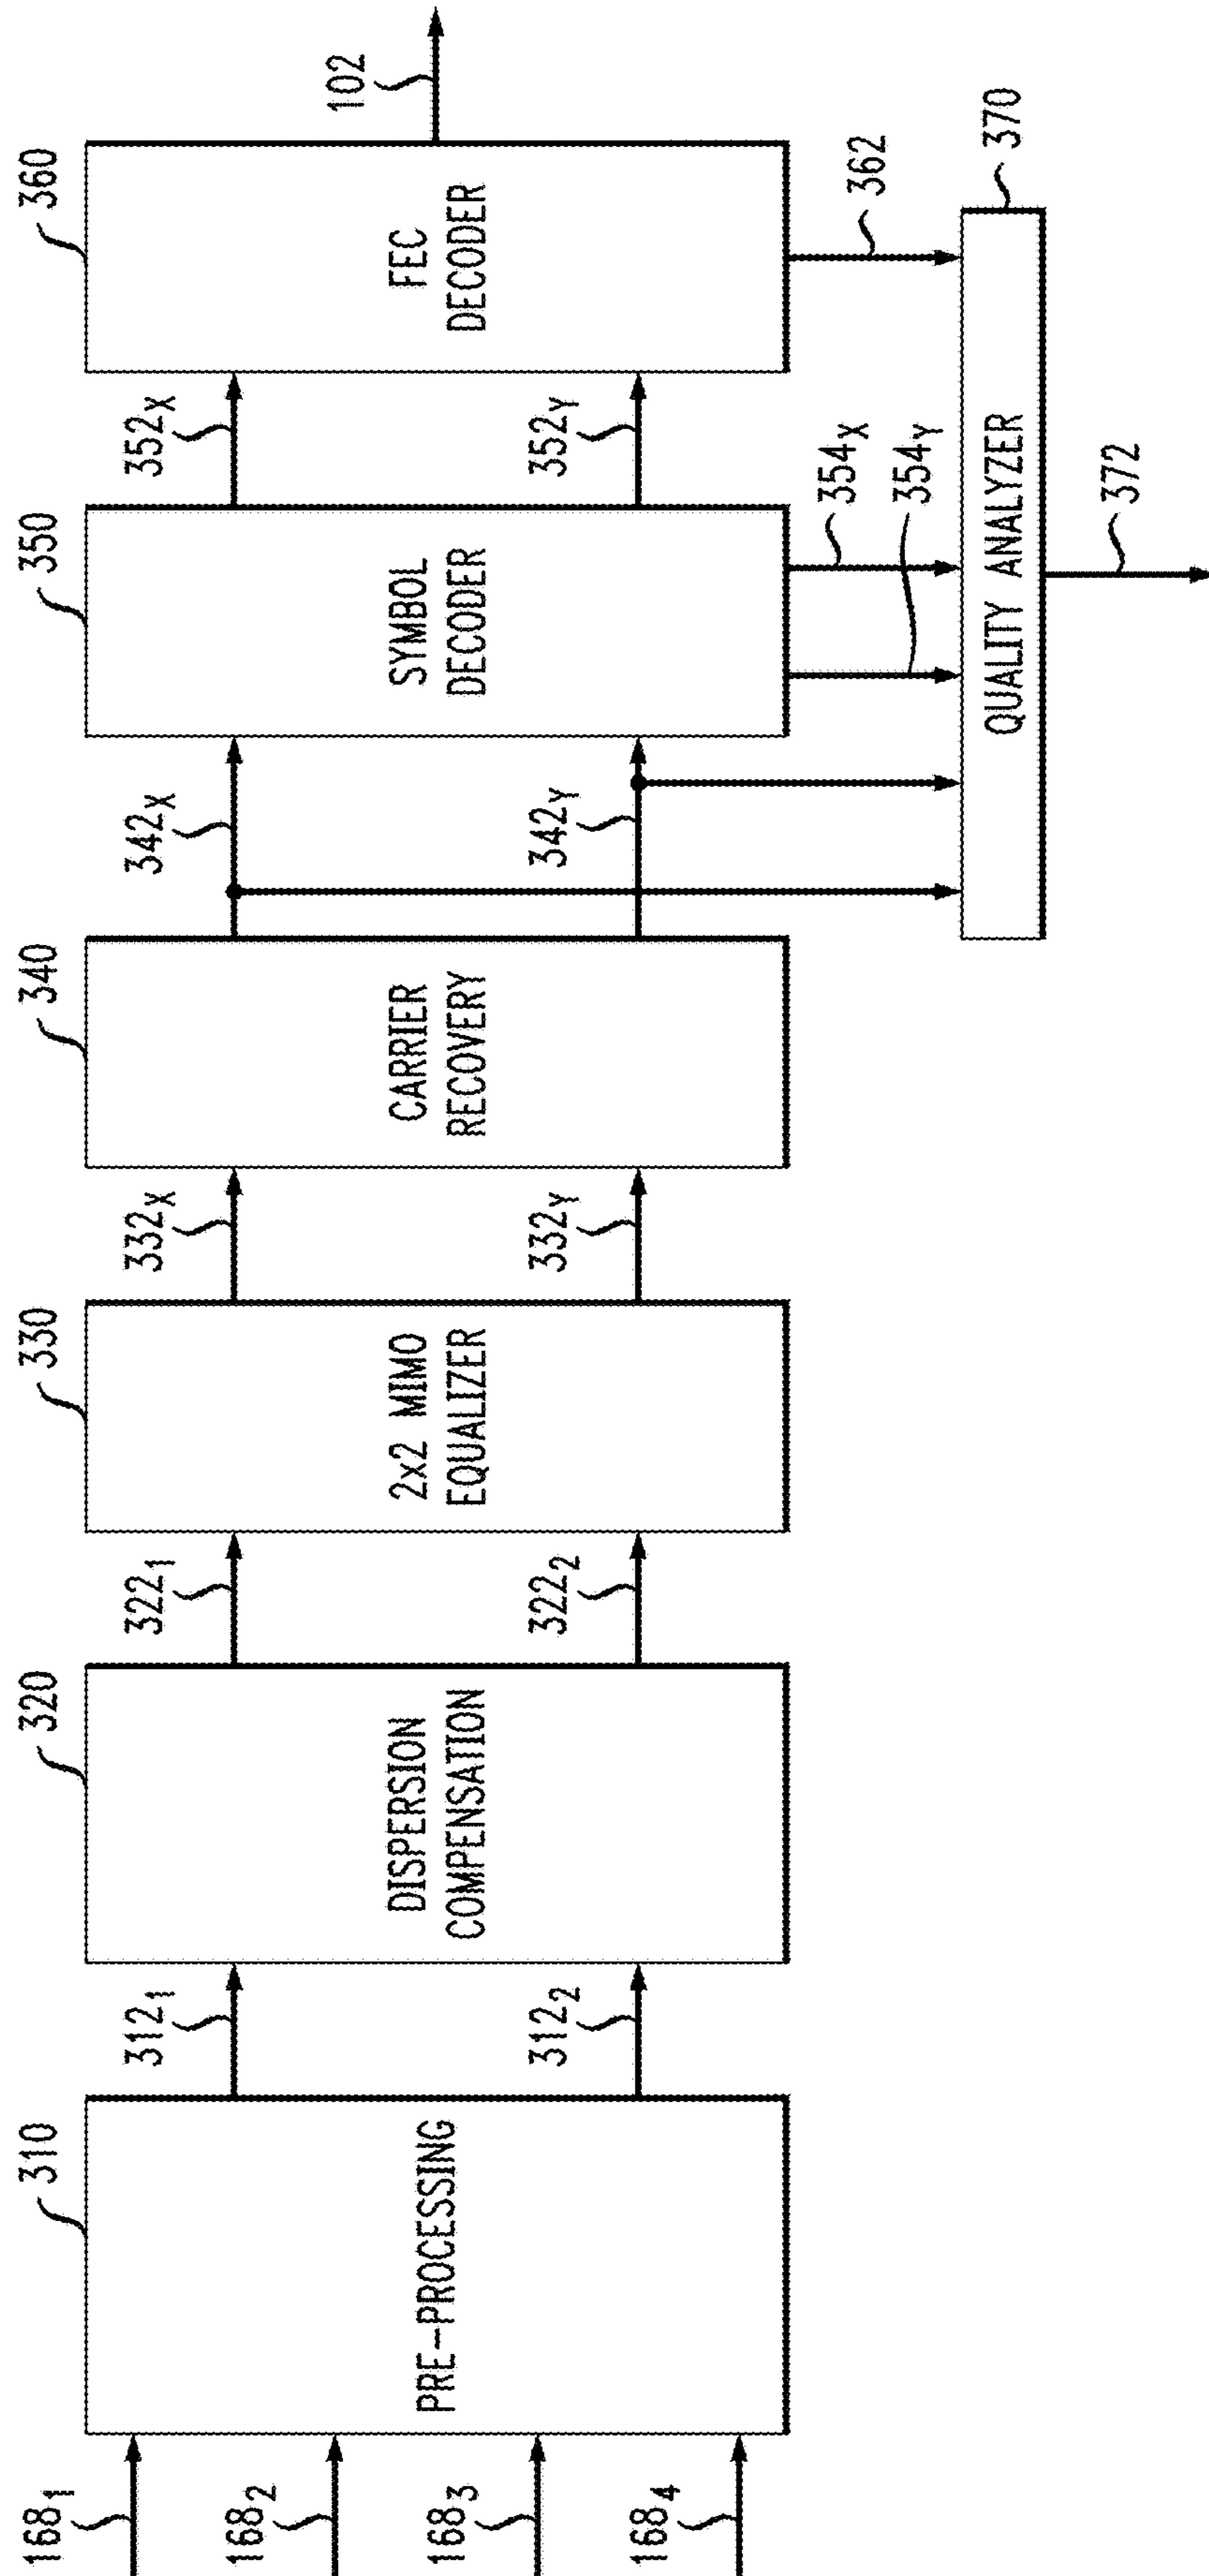 168₁
168₂
168₃
168₄
310
PRE-PROCESSING
312₁
312₂
320
DISPERSION
COMPENSATION
322₁
322₂
330
2x2 MIMO
EQUALIZER
332X
332Y
340
CARRIER
RECOVERY
342X
342Y
350
SYMBOL
DECODER
352X
352Y
354X
354Y
360
FEC
DECODER
362
102
370
QUALITY ANALYZER
372